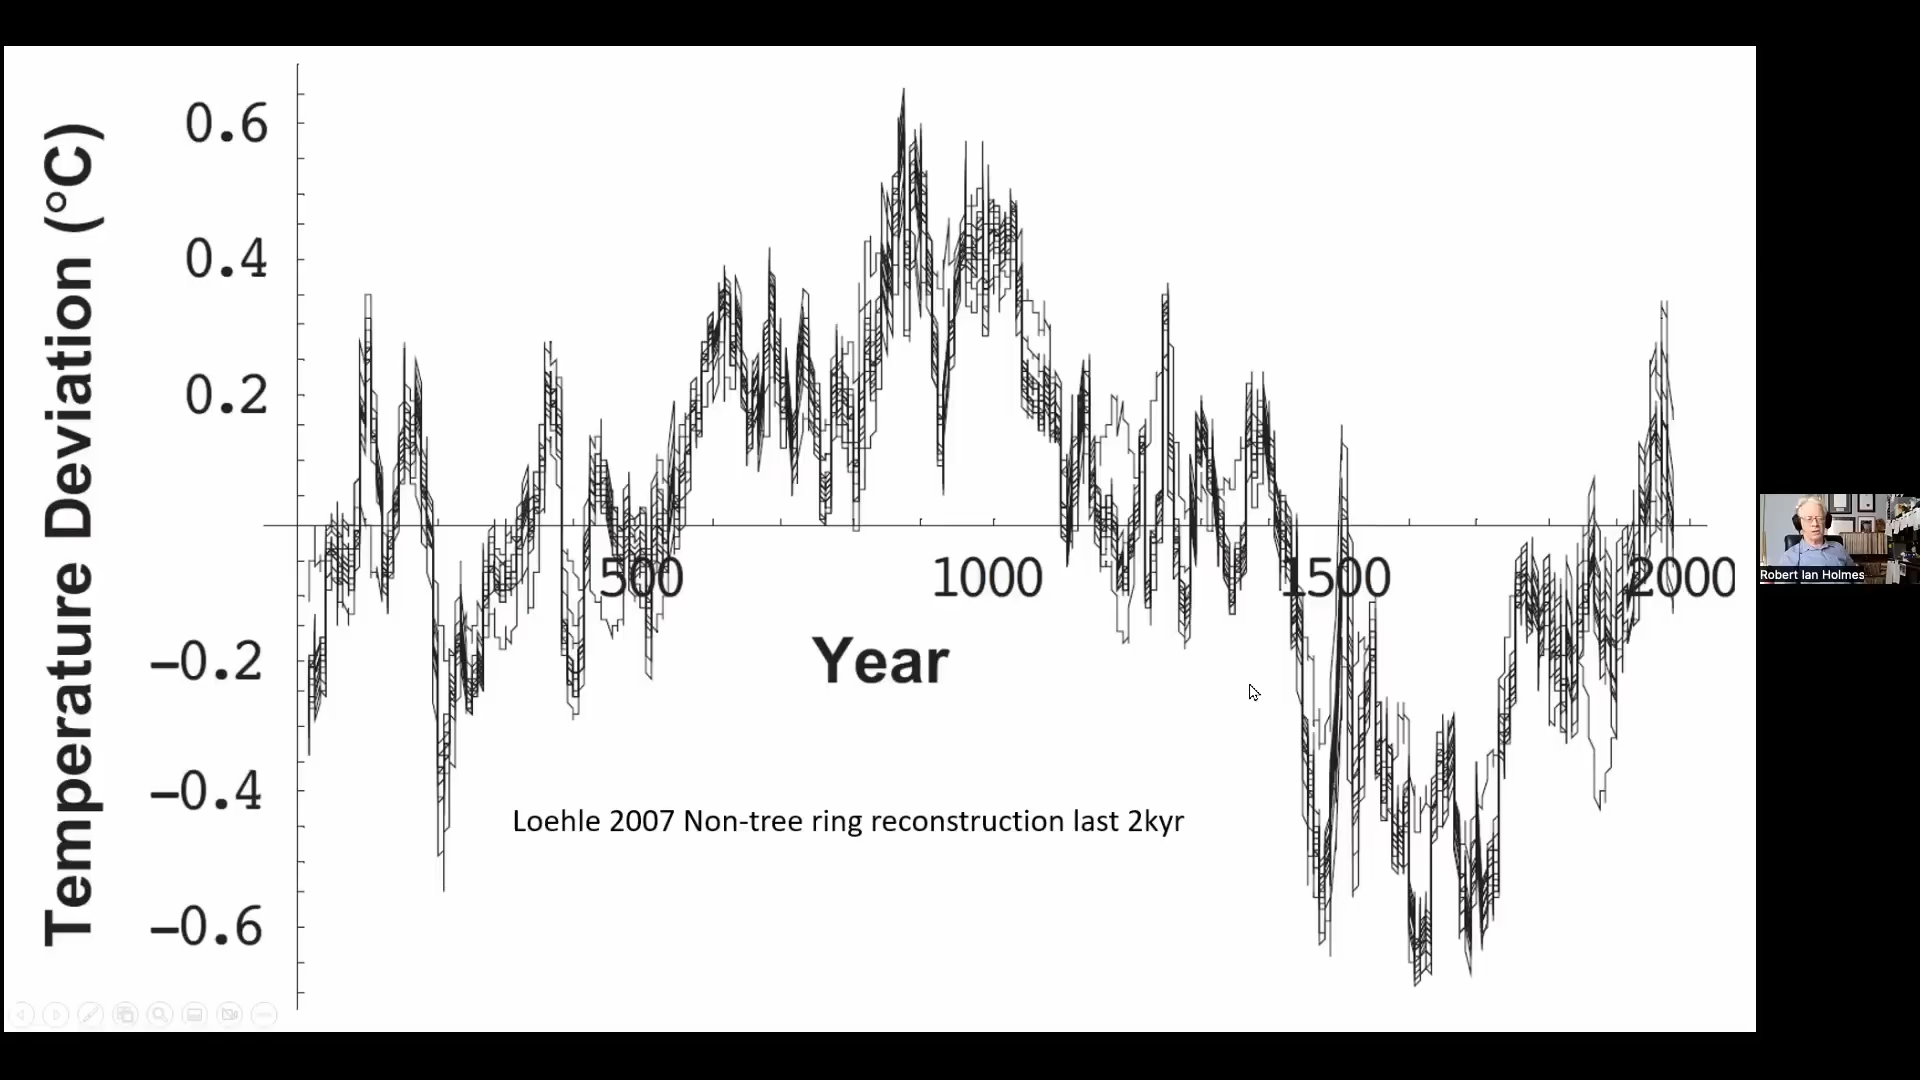 Temperature Deviation (°C)
0.6
0.4
0.2
−0.2
−0.4
−0.6
500
1000
1500
2000
Year
Loehle 2007 Non-tree ring reconstruction last 2kyr
Robert Ian Holmes